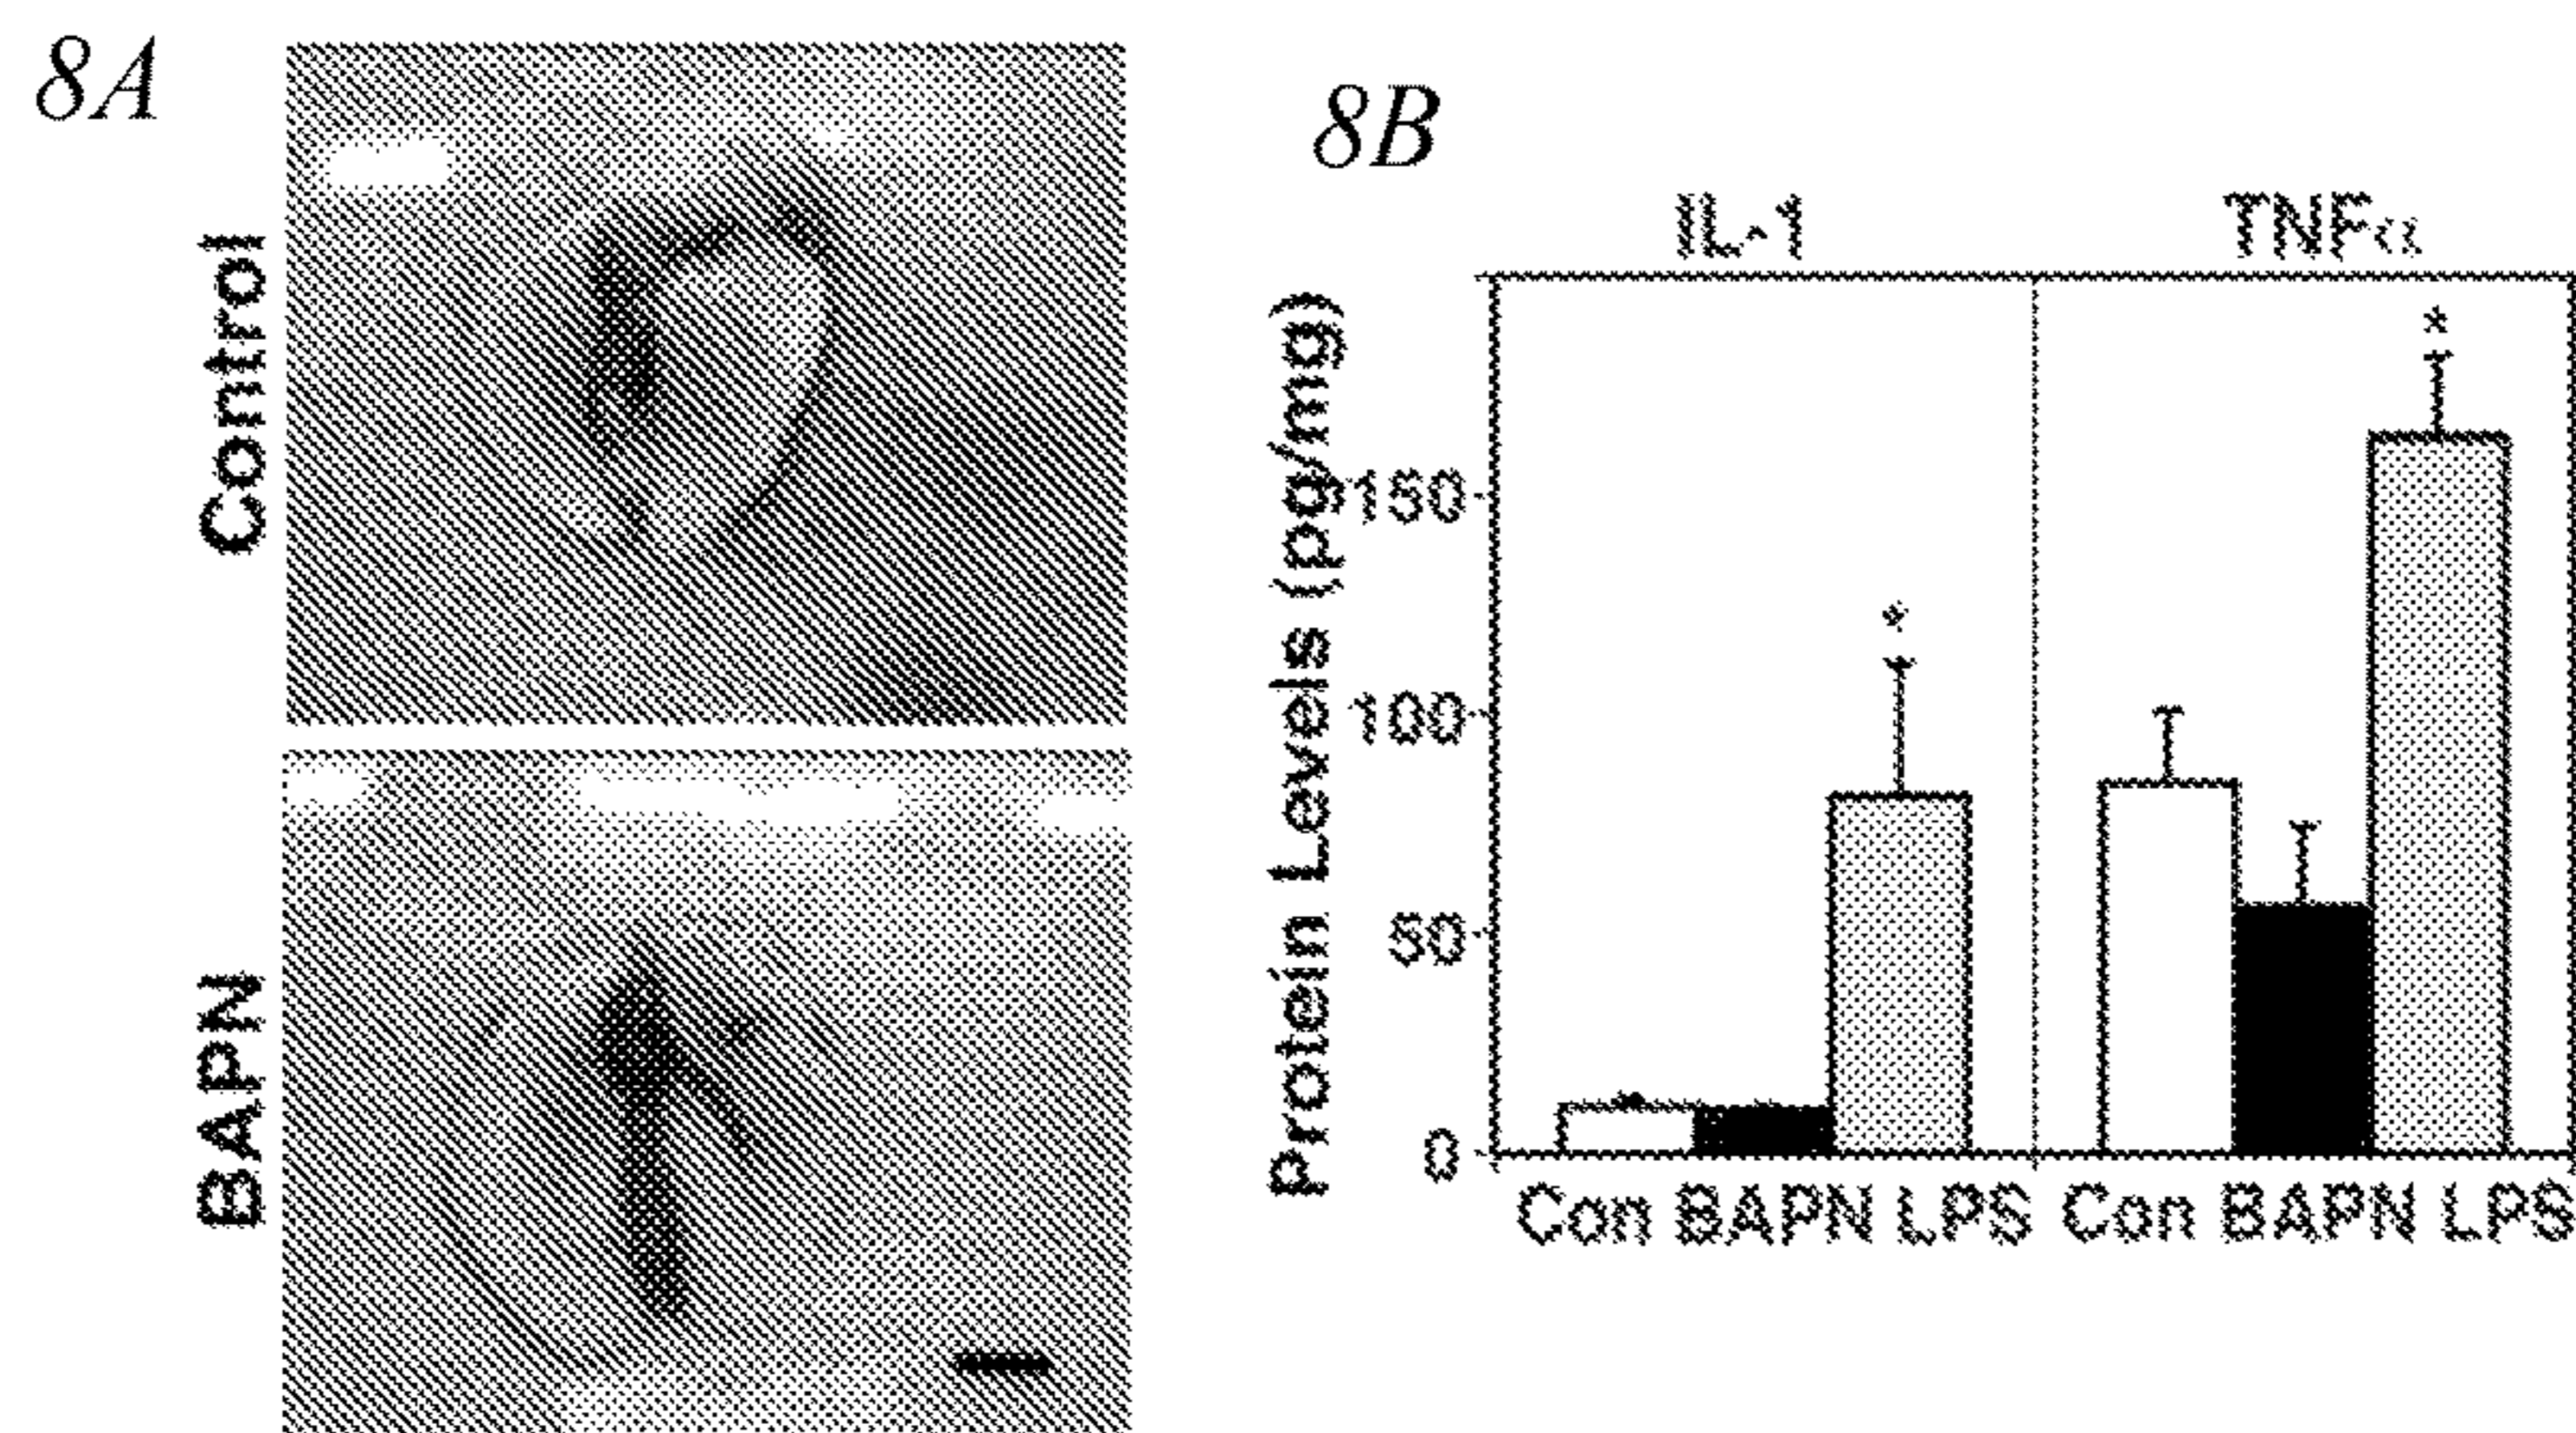 8A
Control
BAPN
8B
IL-1 TNFα
Protein Levels (pg/mg)
150
100
50
0
Con BAPN LPS Con BAPN LPS
* *